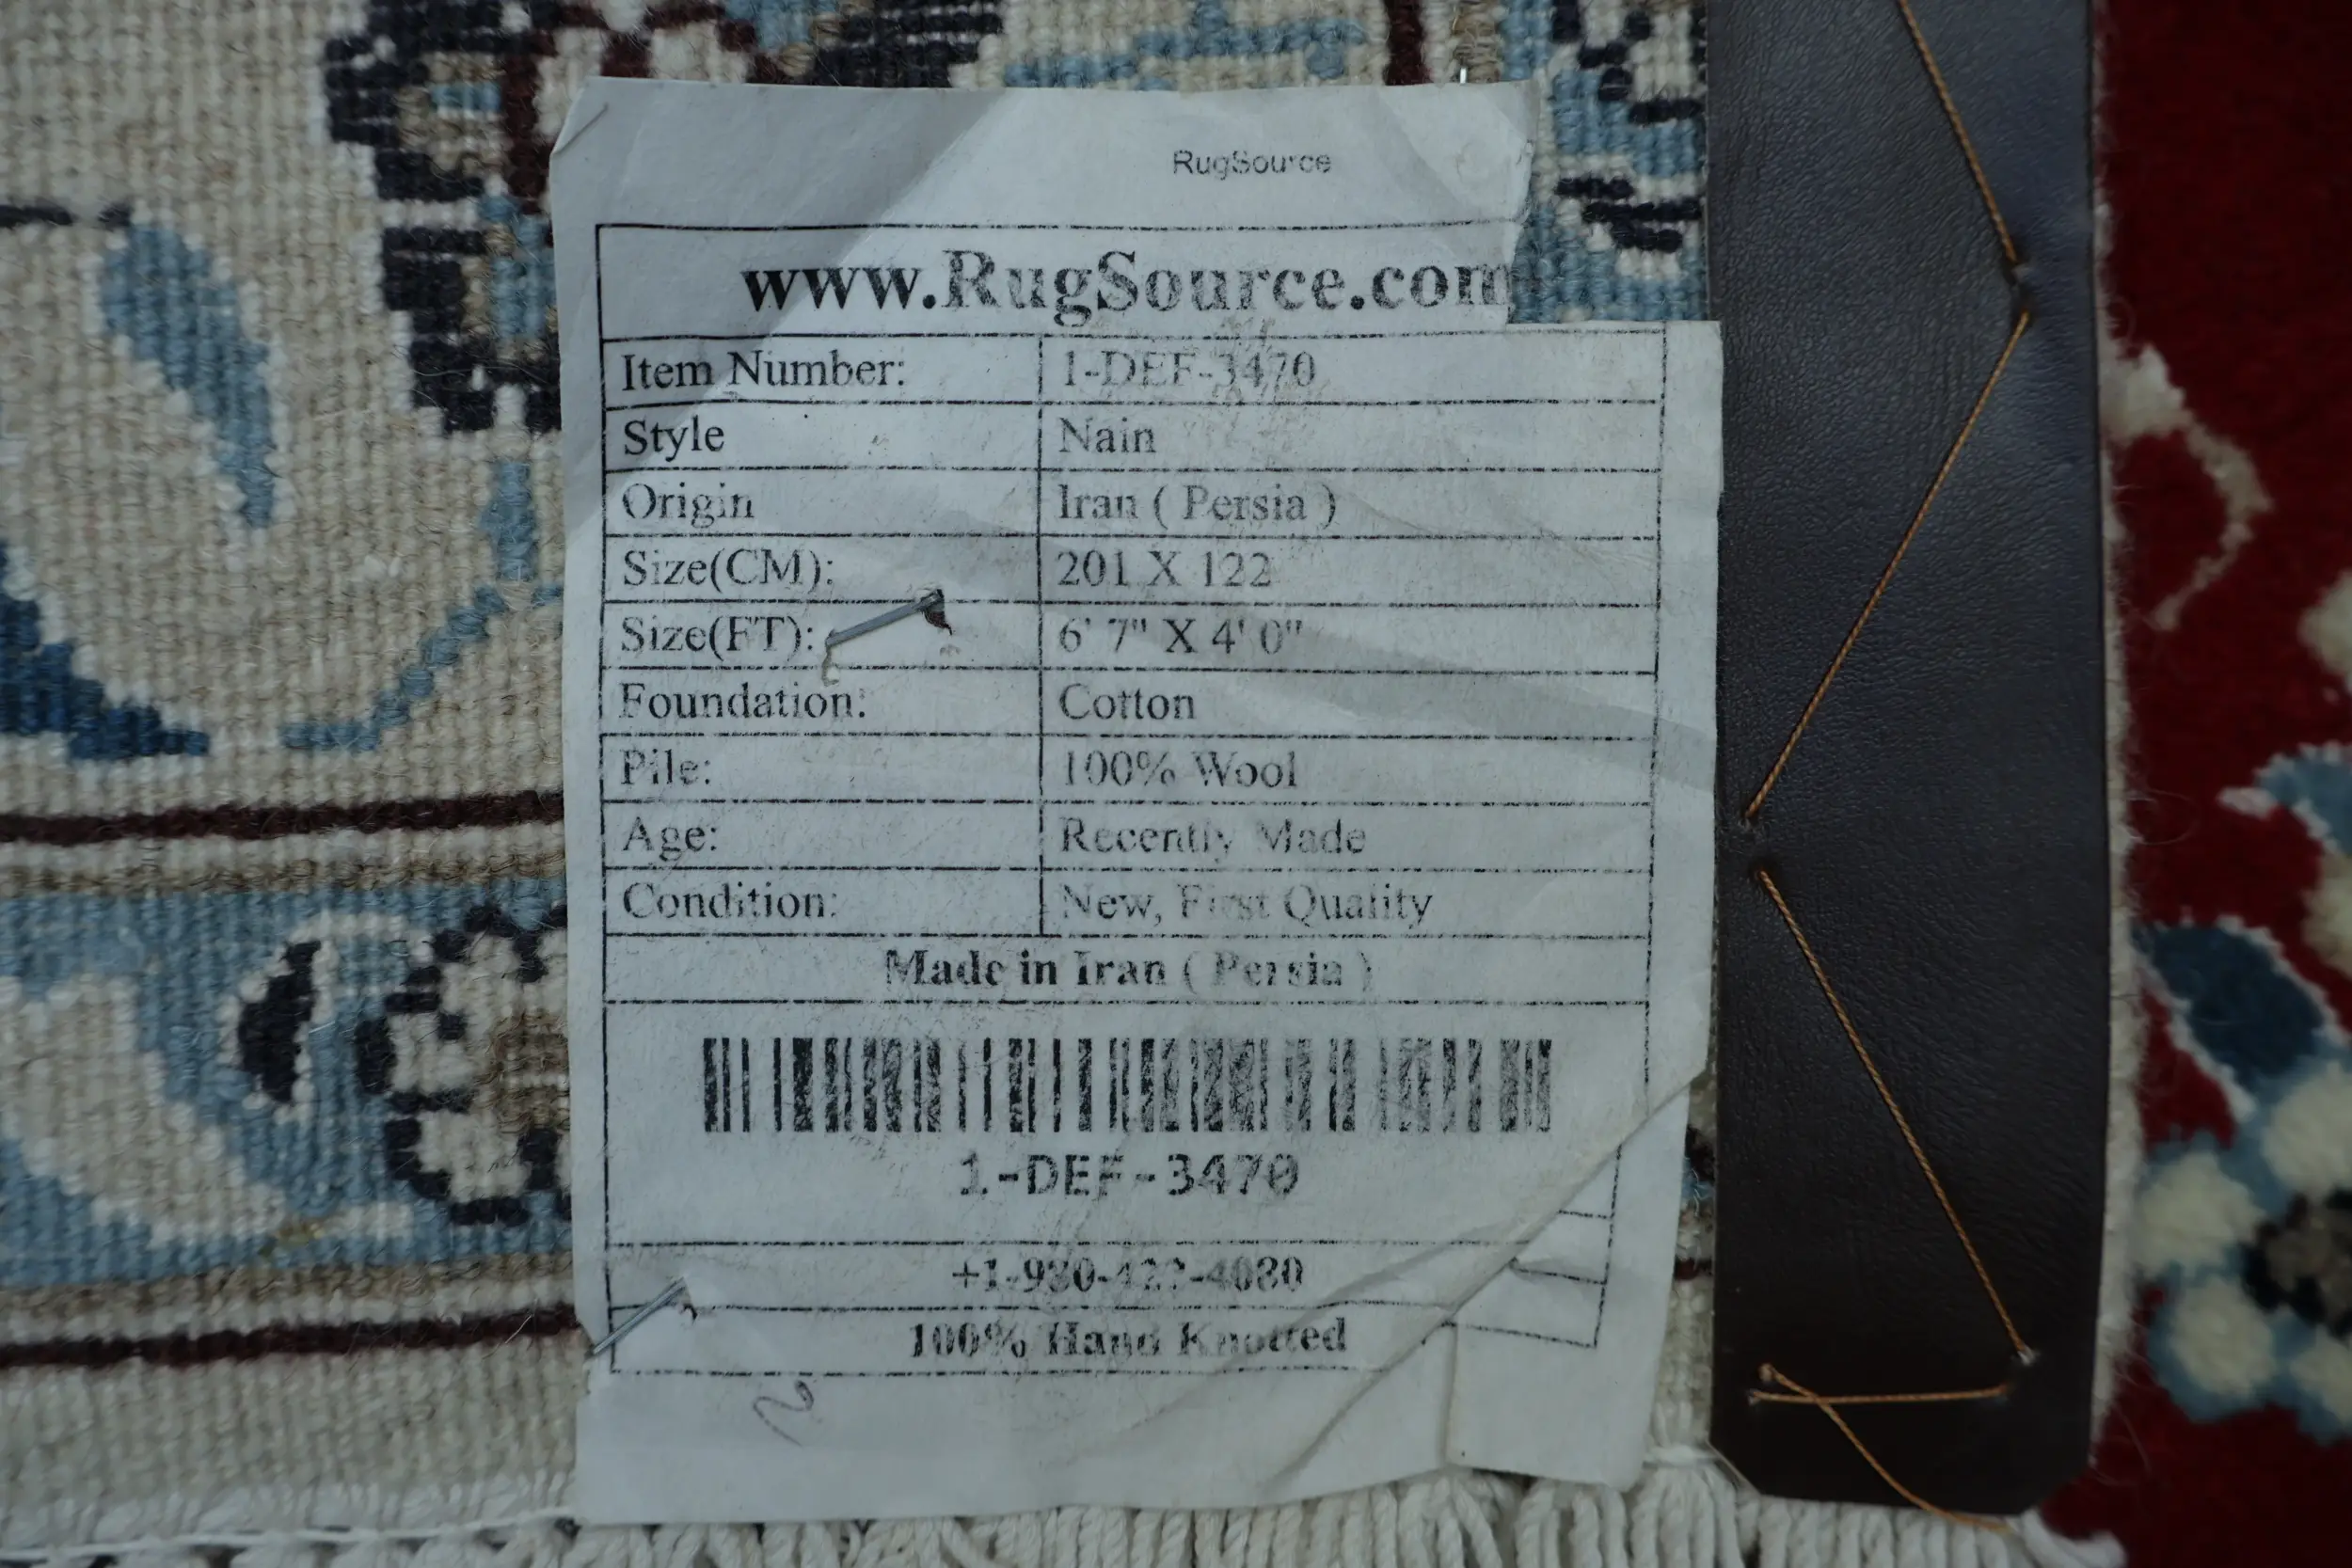 RugSource
www.RugSource.com
Item Number: 1-DEF-3470
Style Nain
Origin Iran ( Persia )
Size(CM): 201 X 122
Size(FT): 6' 7" X 4' 0"
Foundation: Cotton
Pile: 100% Wool
Age: Recently Made
Condition: New, First Quality
Made in Iran ( Persia )
1-DEF-3470
100% Hand Knotted